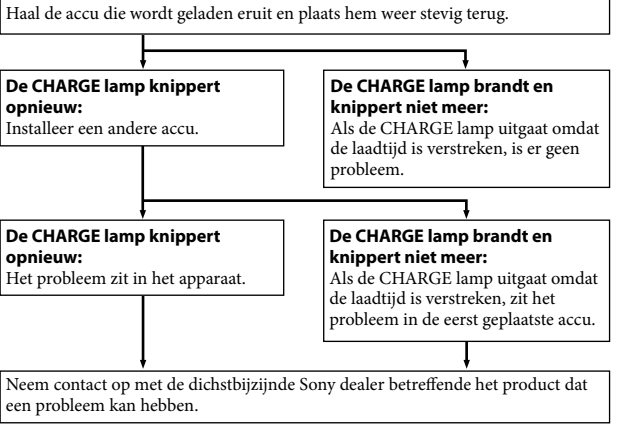 Haal de accu die wordt geladen eruit en plaats hem weer stevig terug.
De CHARGE lamp knippert
opnieuw:
Installeer een andere accu.
De CHARGE lamp brandt en
knippert niet meer:
Als de CHARGE lamp uitgaat omdat
de laadtijd is verstreken, is er geen
probleem.
De CHARGE lamp knippert
opnieuw:
Het probleem zit in het apparaat.
De CHARGE lamp brandt en
knippert niet meer:
Als de CHARGE lamp uitgaat omdat
de laadtijd is verstreken, zit het
probleem in de eerst geplaatste accu.
Neem contact op met de dichstbijzijnde Sony dealer betreffende het product dat
een probleem kan hebben.